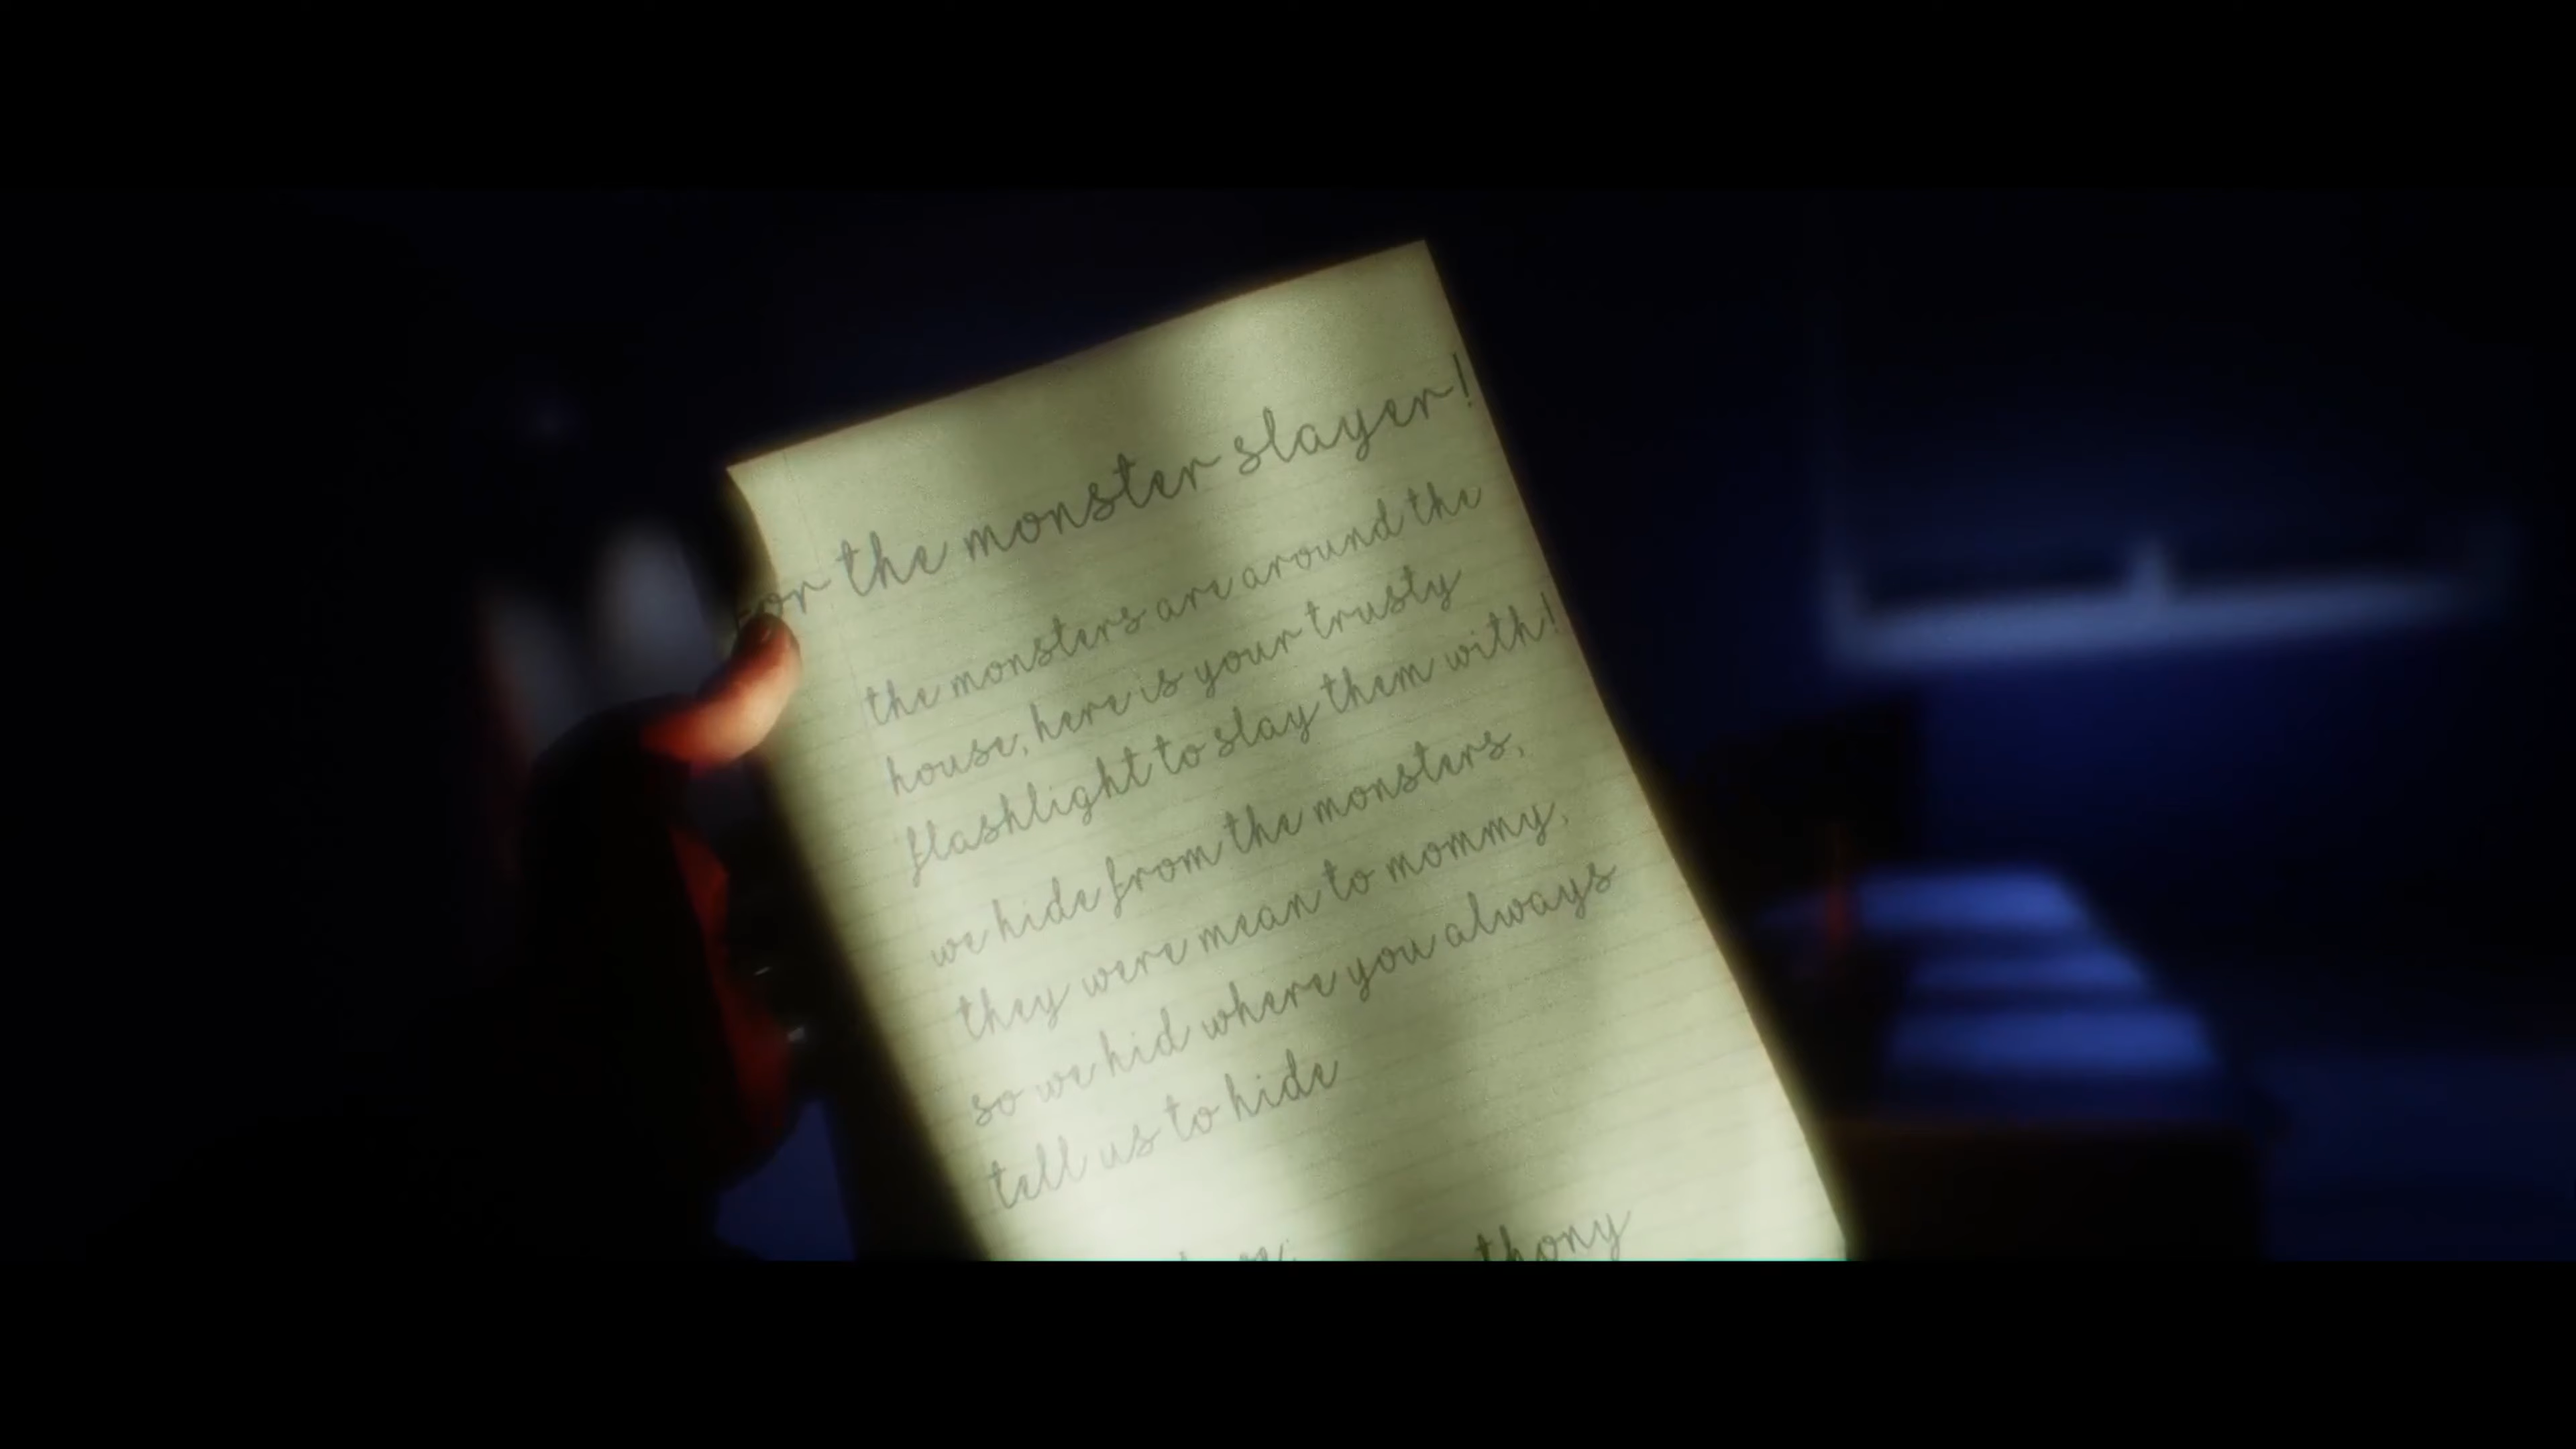 For the monster slayer!
the monsters are around the
house, here is your trusty
flashlight to slay them with!
we hide from the monsters,
they were mean to mommy,
so we hid where you always
tell us to hide